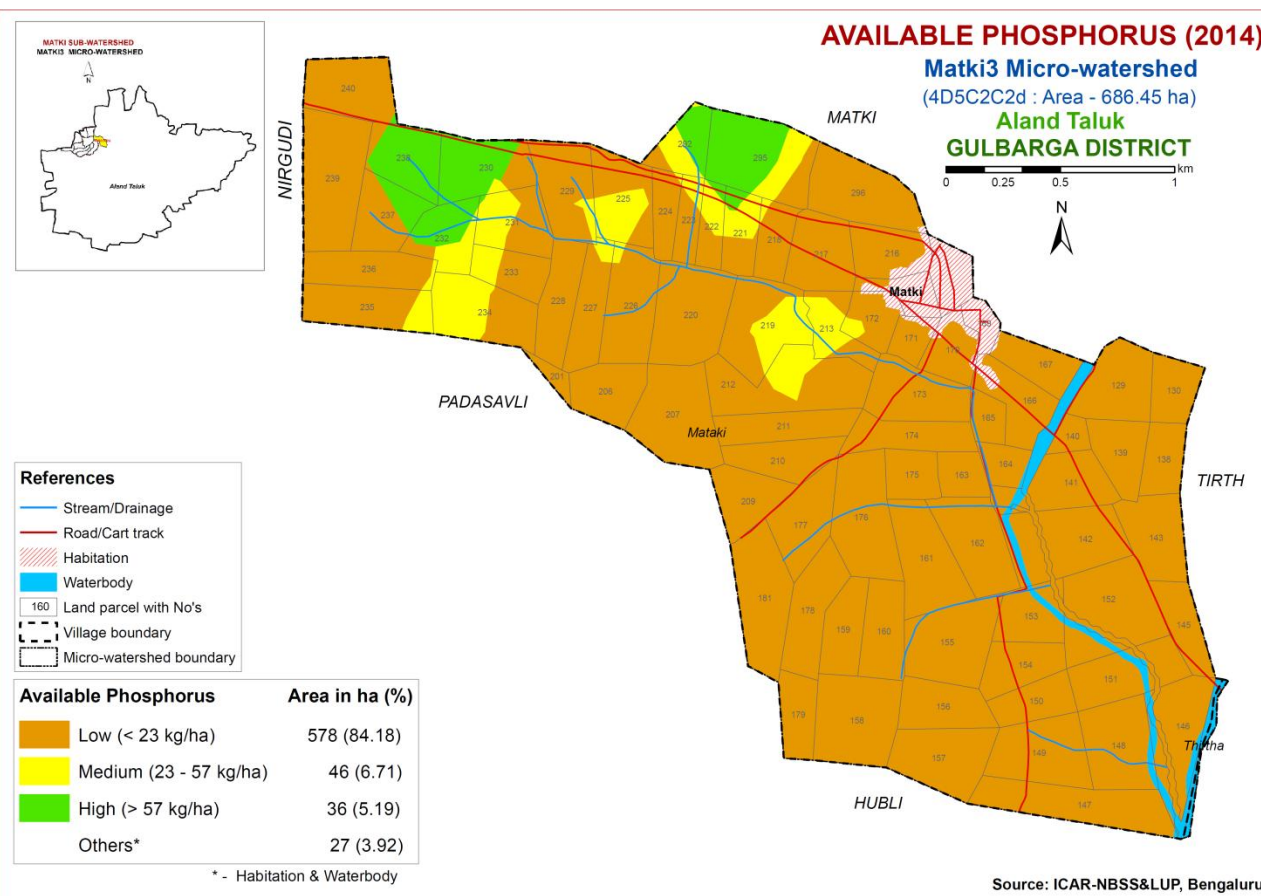 MATKI SUB-WATERSHED
MATKI3 MICRO-WATERSHED
N
Aland Taluk
AVAILABLE PHOSPHORUS (2014)
Matki3 Micro-watershed
(4D5C2C2d : Area - 686.45 ha)
Aland Taluk
GULBARGA DISTRICT
km
0 0.25 0.5 1
N
MATKI
NIRGUDI
PADASAVLI
TIRTH
HUBLI
Matki
Mataki
240
239
230
237
232
231
236
235
234
233
229
225
224
223
222
221
295
296
218
217
216
228
227
226
220
219
213
172
171
201
206
207
212
211
210
209
173
174
175
163
164
165
166
167
129
130
140
139
138
141
142
143
177
176
161
162
181
178
159
160
155
153
152
145
154
151
150
146
179
158
156
157
149
148
147
References
Stream/Drainage
Road/Cart track
Habitation
Waterbody
160 Land parcel with No's
Village boundary
Micro-watershed boundary
Available Phosphorus Area in ha (%)
Low (< 23 kg/ha) 578 (84.18)
Medium (23 - 57 kg/ha) 46 (6.71)
High (> 57 kg/ha) 36 (5.19)
Others* 27 (3.92)
* - Habitation & Waterbody
Source: ICAR-NBSS&LUP, Bengaluru